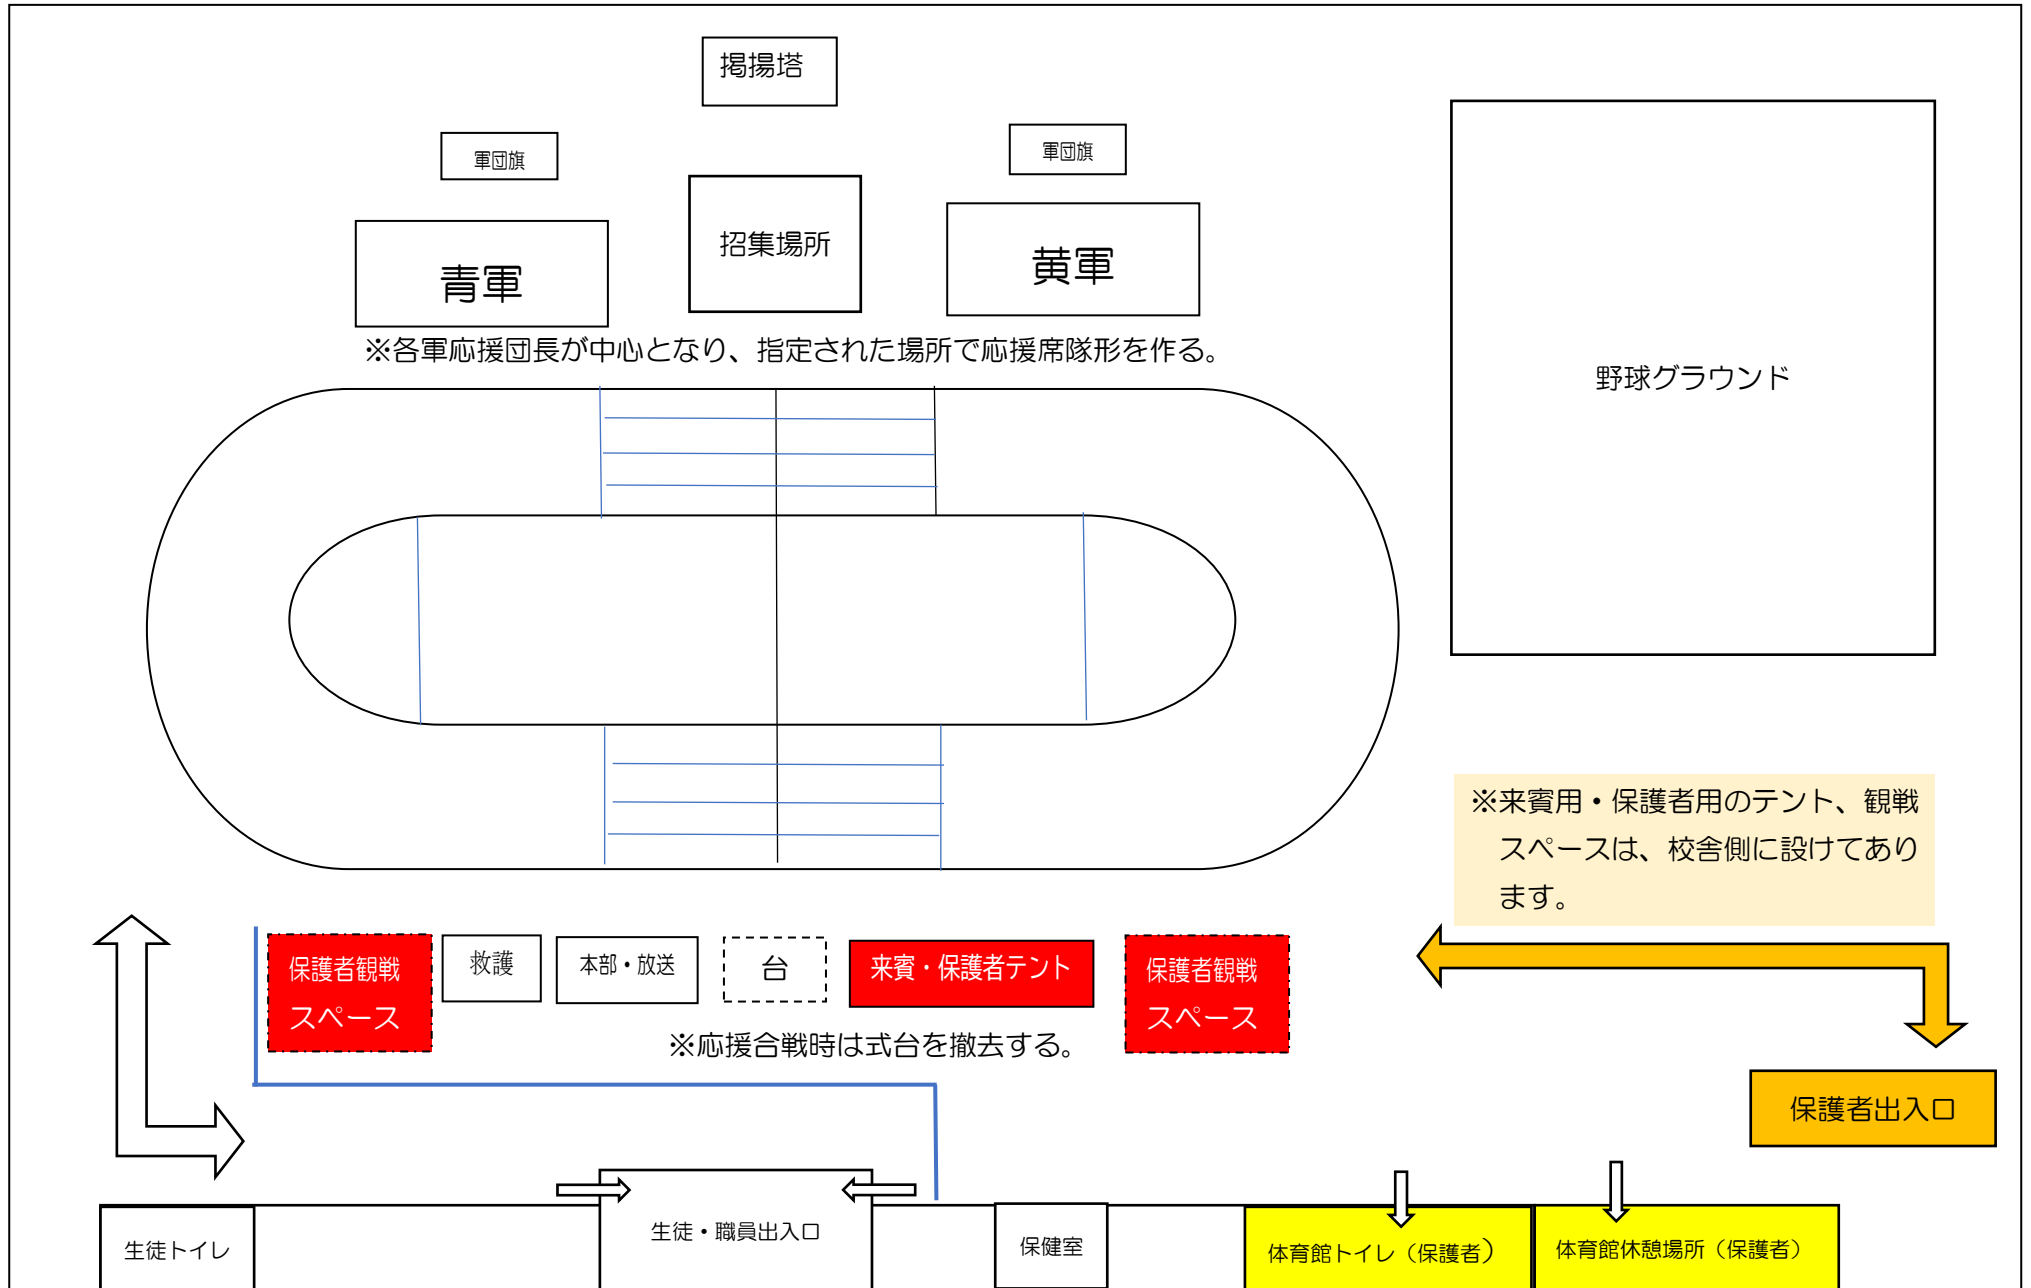 掲揚塔
軍団旗
軍団旗
青軍
招集場所
黄軍
※各軍応援団長が中心となり、指定された場所で応援席隊形を作る。
野球グラウンド
※来賓用・保護者用のテント、観戦
スペースは、校舎側に設けてあり
ます。
保護者観戦
スペース
救護
本部・放送
台
来賓・保護者テント
保護者観戦
スペース
※応援合戦時は式台を撤去する。
保護者出入口
生徒トイレ
生徒・職員出入口
保健室
体育館トイレ（保護者）
体育館休憩場所（保護者）